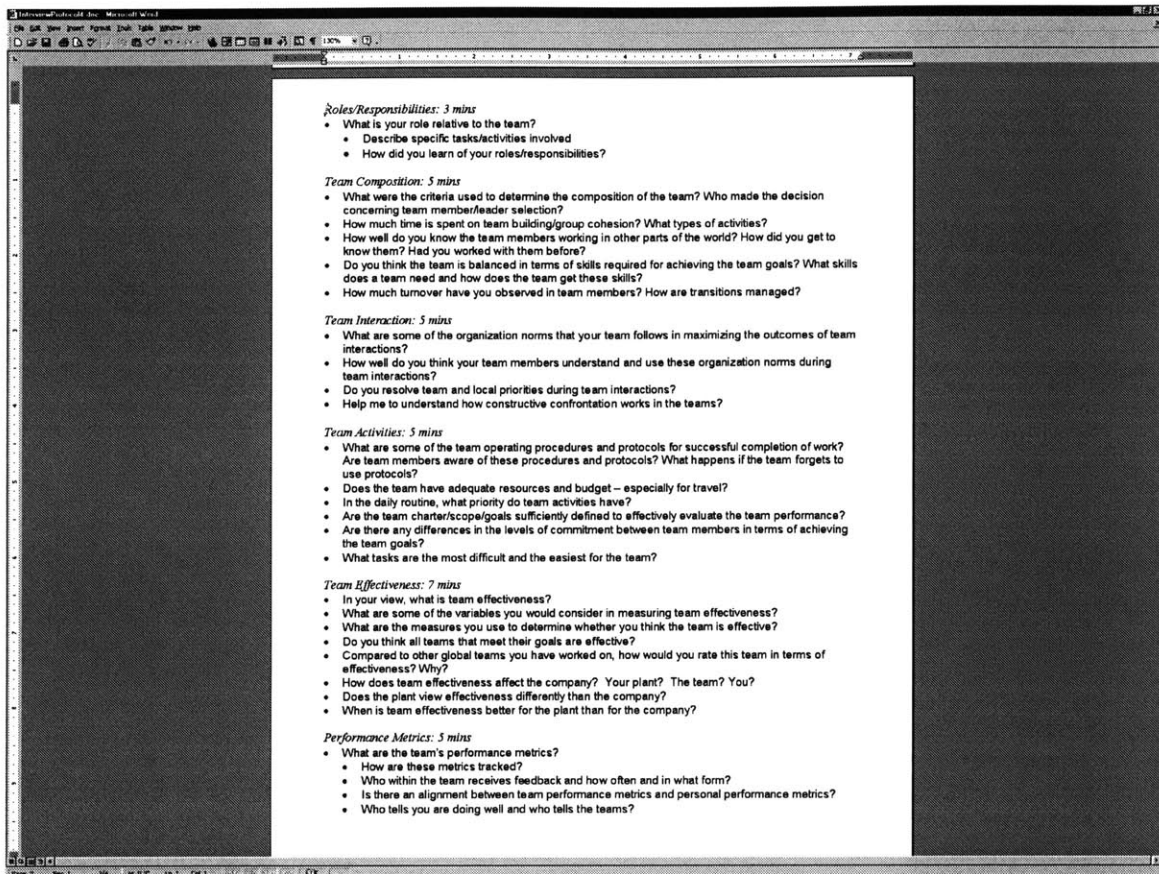 InterviewProtocol4.doc - Microsoft Word
File Edit View Insert Format Tools Table Window Help
130%
Roles/Responsibilities: 3 mins
• What is your role relative to the team?
• Describe specific tasks/activities involved
• How did you learn of your roles/responsibilities?
Team Composition: 5 mins
• What were the criteria used to determine the composition of the team? Who made the decision
concerning team member/leader selection?
• How much time is spent on team building/group cohesion? What types of activities?
• How well do you know the team members working in other parts of the world? How did you get to
know them? Had you worked with them before?
• Do you think the team is balanced in terms of skills required for achieving the team goals? What skills
does a team need and how does the team get these skills?
• How much turnover have you observed in team members? How are transitions managed?
Team Interaction: 5 mins
• What are some of the organization norms that your team follows in maximizing the outcomes of team
interactions?
• How well do you think your team members understand and use these organization norms during
team interactions?
• Do you resolve team and local priorities during team interactions?
• Help me to understand how constructive confrontation works in the teams?
Team Activities: 5 mins
• What are some of the team operating procedures and protocols for successful completion of work?
Are team members aware of these procedures and protocols? What happens if the team forgets to
use protocols?
• Does the team have adequate resources and budget – especially for travel?
• In the daily routine, what priority do team activities have?
• Are the team charter/scope/goals sufficiently defined to effectively evaluate the team performance?
• Are there any differences in the levels of commitment between team members in terms of achieving
the team goals?
• What tasks are the most difficult and the easiest for the team?
Team Effectiveness: 7 mins
• In your view, what is team effectiveness?
• What are some of the variables you would consider in measuring team effectiveness?
• What are the measures you use to determine whether you think the team is effective?
• Do you think all teams that meet their goals are effective?
• Compared to other global teams you have worked on, how would you rate this team in terms of
effectiveness? Why?
• How does team effectiveness affect the company? Your plant? The team? You?
• Does the plant view effectiveness differently than the company?
• When is team effectiveness better for the plant than for the company?
Performance Metrics: 5 mins
• What are the team's performance metrics?
• How are these metrics tracked?
• Who within the team receives feedback and how often and in what form?
• Is there an alignment between team performance metrics and personal performance metrics?
• Who tells you are doing well and who tells the teams?